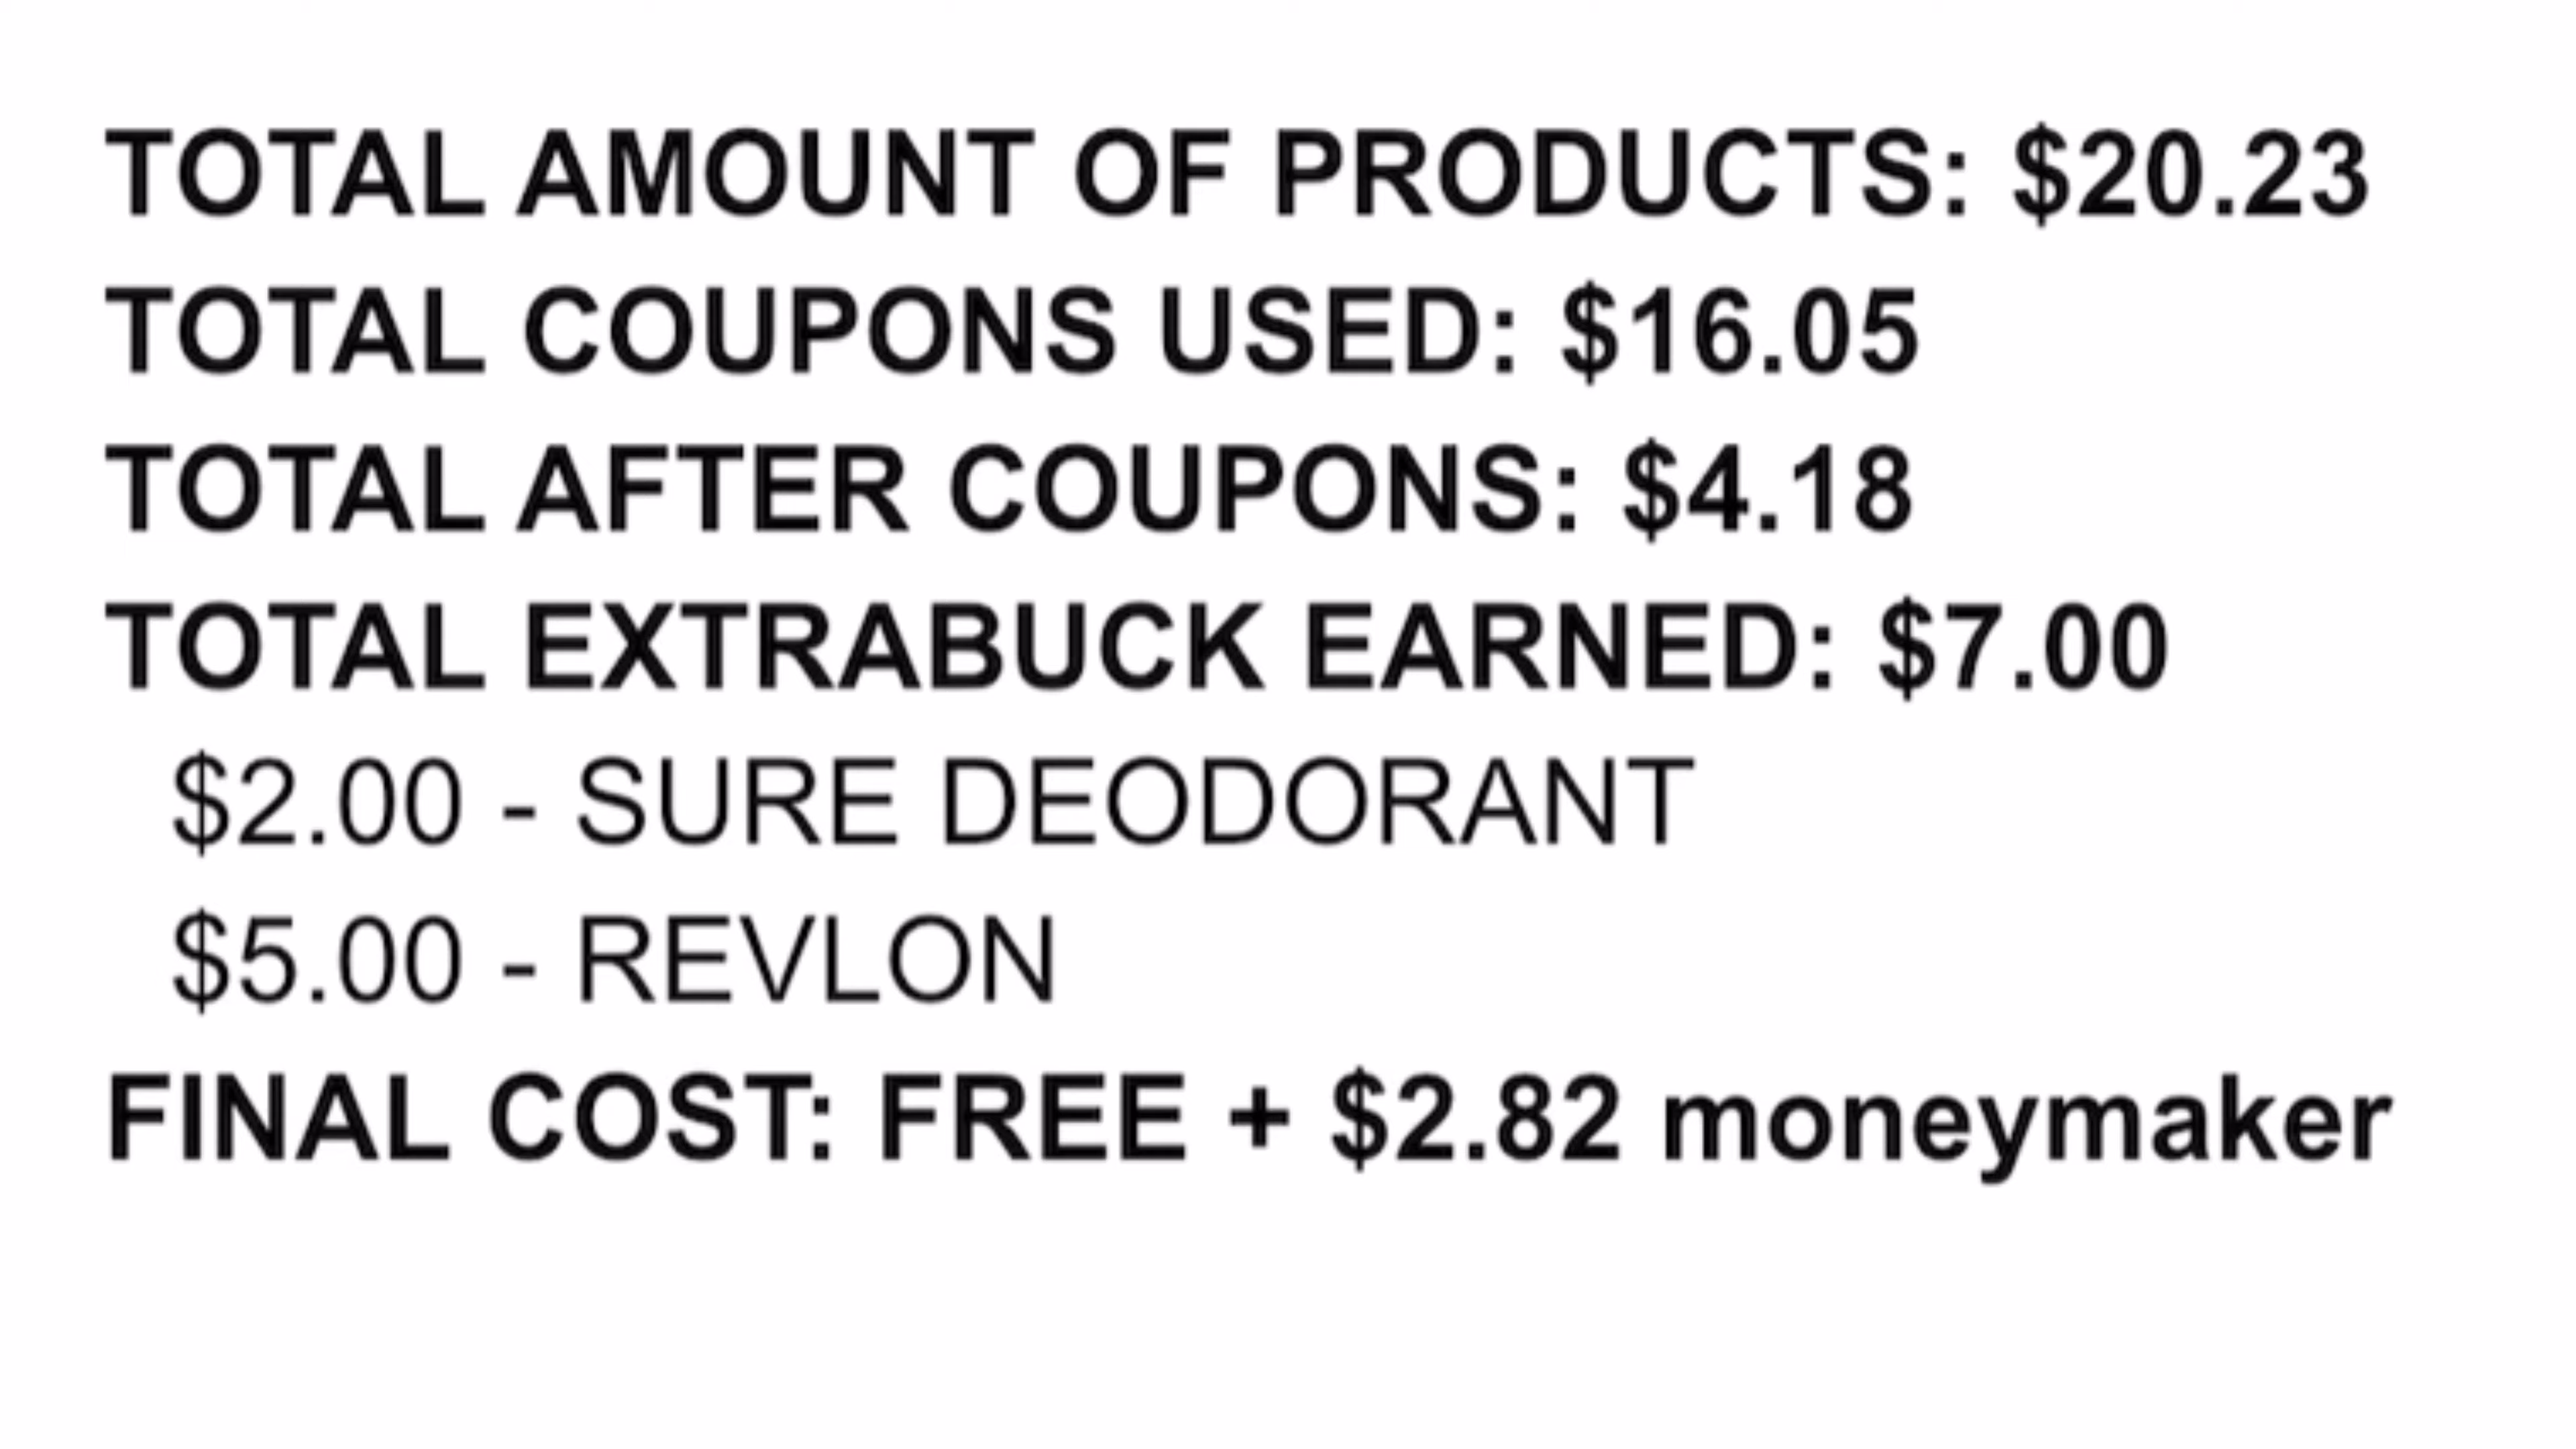 TOTAL AMOUNT OF PRODUCTS: $20.23
TOTAL COUPONS USED: $16.05
TOTAL AFTER COUPONS: $4.18
TOTAL EXTRABUCK EARNED: $7.00
$2.00 - SURE DEODORANT
$5.00 - REVLON
FINAL COST: FREE + $2.82 moneymaker